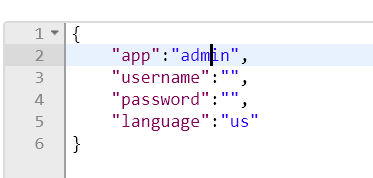 1 {
2     "app":"admin",
3     "username":"",
4     "password":"",
5     "language":"us"
6 }